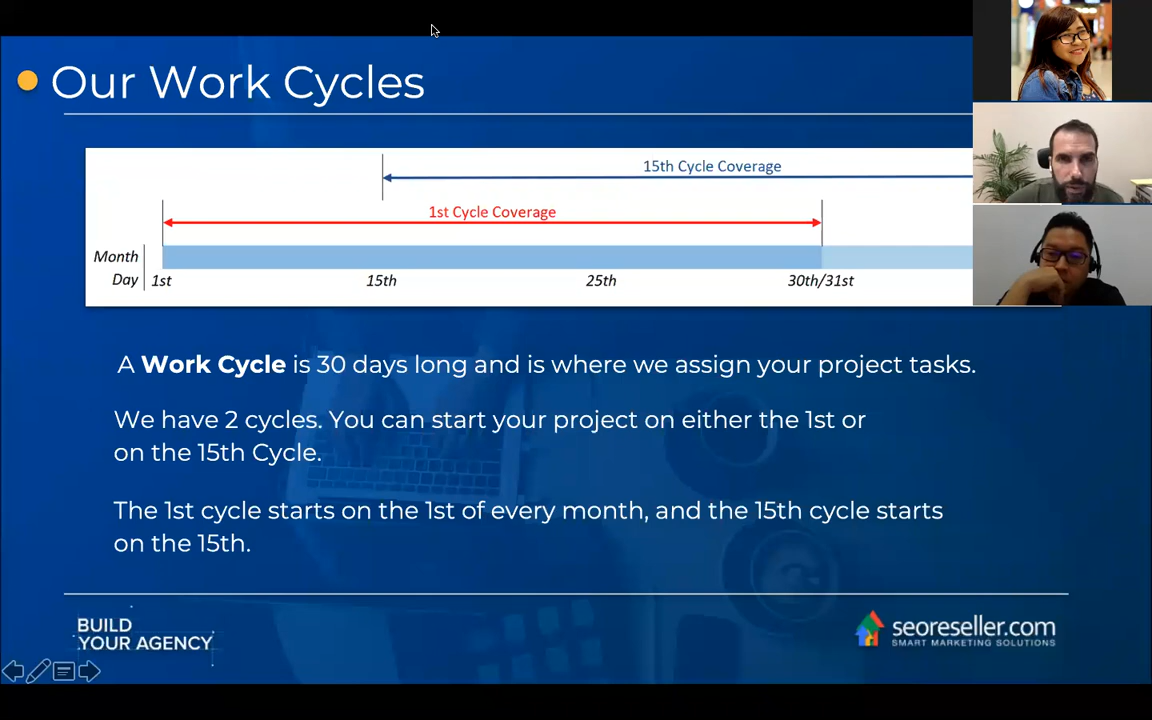 Our Work Cycles
15th Cycle Coverage
1st Cycle Coverage
Month
Day 1st 15th 25th 30th/31st
A Work Cycle is 30 days long and is where we assign your project tasks.
We have 2 cycles. You can start your project on either the 1st or
on the 15th Cycle.
The 1st cycle starts on the 1st of every month, and the 15th cycle starts
on the 15th.
BUILD
YOUR AGENCY
seoreseller.com
SMART MARKETING SOLUTIONS